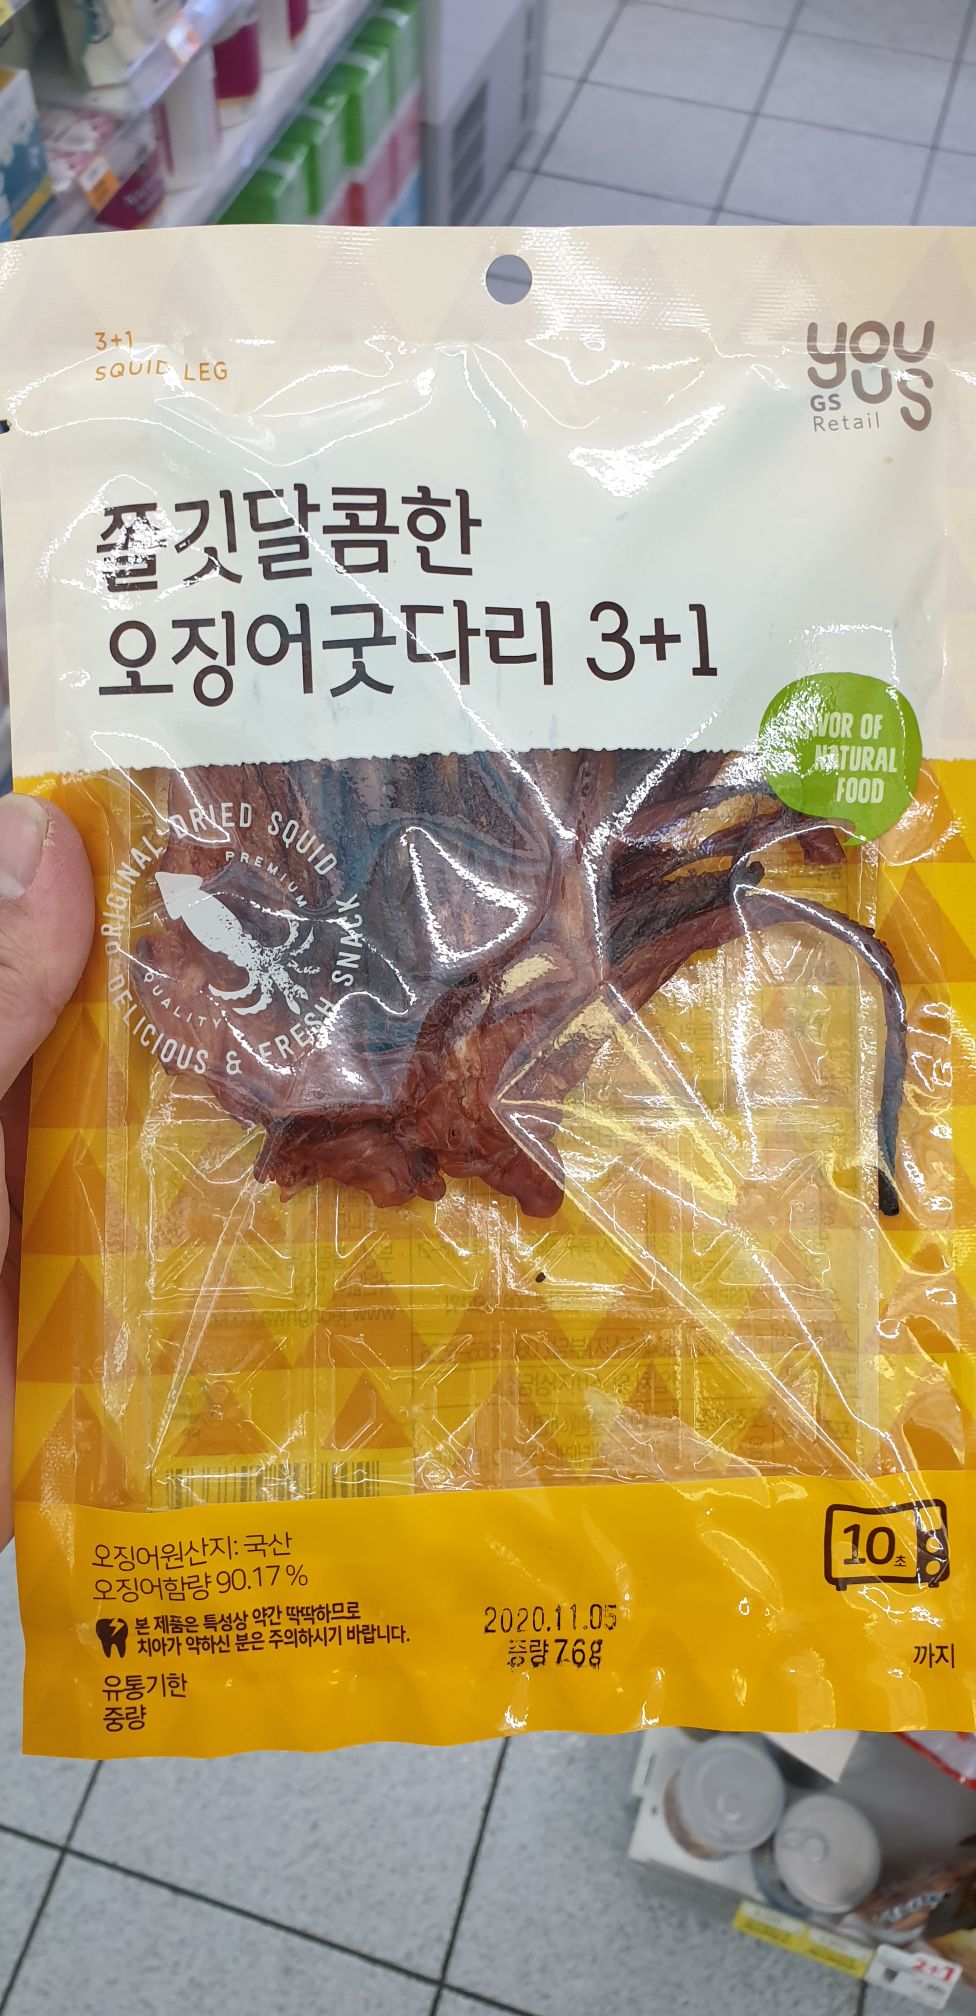 3+1
SQUID LEG
you
us
GS
Retail
쫄깃달콤한
오징어굿다리 3+1
OF
NATURAL
FOOD
ORIGINAL DRIED SQUID
PREMIUM
QUALITY
DELICIOUS & FRESH SNACK
오징어원산지: 국산
오징어함량 90.17 %
본 제품은 특성상 약간 딱딱하므로
치아가 약하신 분은 주의하시기 바랍니다.
유통기한
중량
2020.11.05
중량 76g
10초
까지
2+1